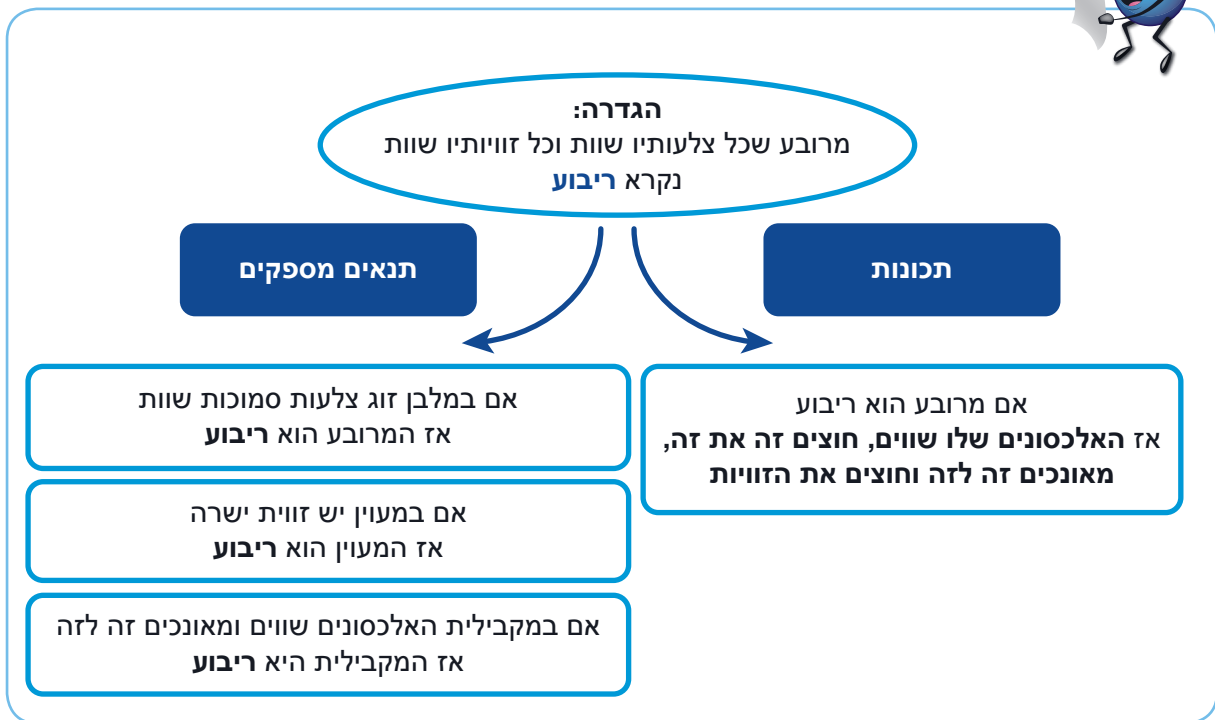 הגדרה:
מרובע שכל צלעותיו שוות וכל זוויותיו שוות
נקרא ריבוע
תכונות
אם מרובע הוא ריבוע
אז האלכסונים שלו שווים, חוצים זה את זה,
מאונכים זה לזה וחוצים את הזוויות
תנאים מספקים
אם במלבן זוג צלעות סמוכות שוות
אז המרובע הוא ריבוע
אם במעוין יש זווית ישרה
אז המעוין הוא ריבוע
אם במקבילית האלכסונים שווים ומאונכים זה לזה
אז המקבילית היא ריבוע